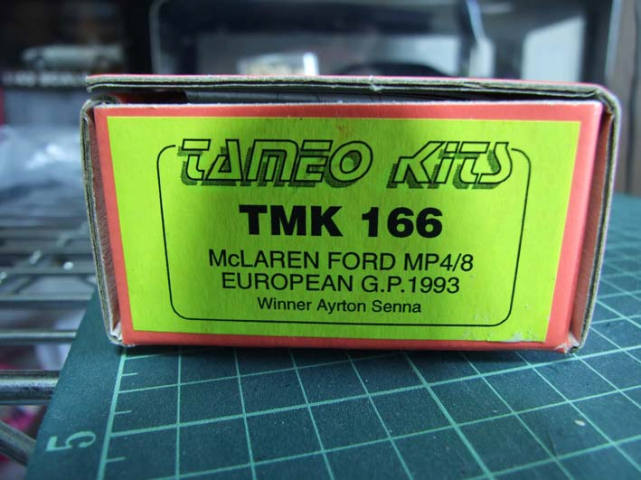 TAMEO KITS
TMK 166
McLAREN FORD MP4/8
EUROPEAN G.P.1993
Winner Ayrton Senna
5